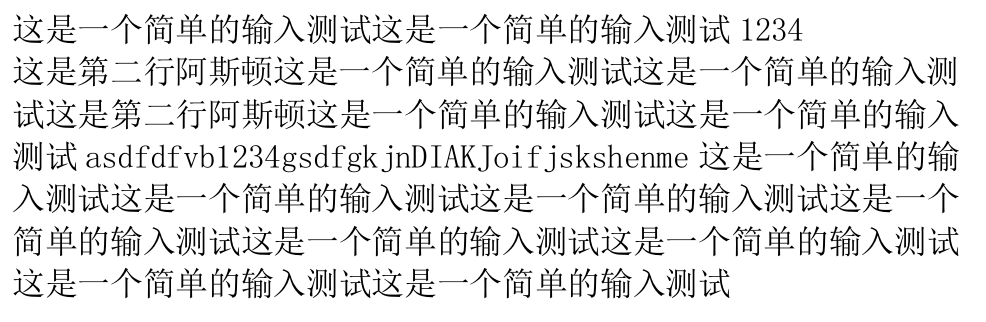 这是一个简单的输入测试这是一个简单的输入测试 1234
这是第二行阿斯顿这是一个简单的输入测试这是一个简单的输入测
试这是第二行阿斯顿这是一个简单的输入测试这是一个简单的输入
测试 asdfdfvb1234gsdfgkjnDIAKJoifjskshenme 这是一个简单的输
入测试这是一个简单的输入测试这是一个简单的输入测试这是一个
简单的输入测试这是一个简单的输入测试这是一个简单的输入测试
这是一个简单的输入测试这是一个简单的输入测试